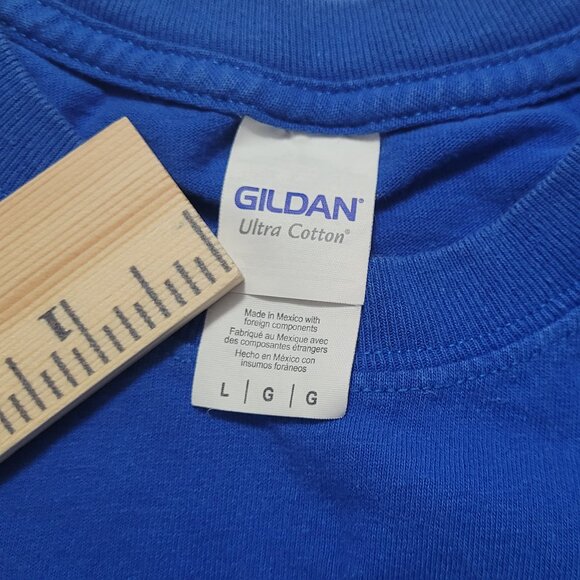 GILDAN®
Ultra Cotton®
Made in Mexico with
foreign components
Fabriqué au Mexique avec
des composantes étrangers
Hecho en México con
insumos foráneos
L | G | G
1